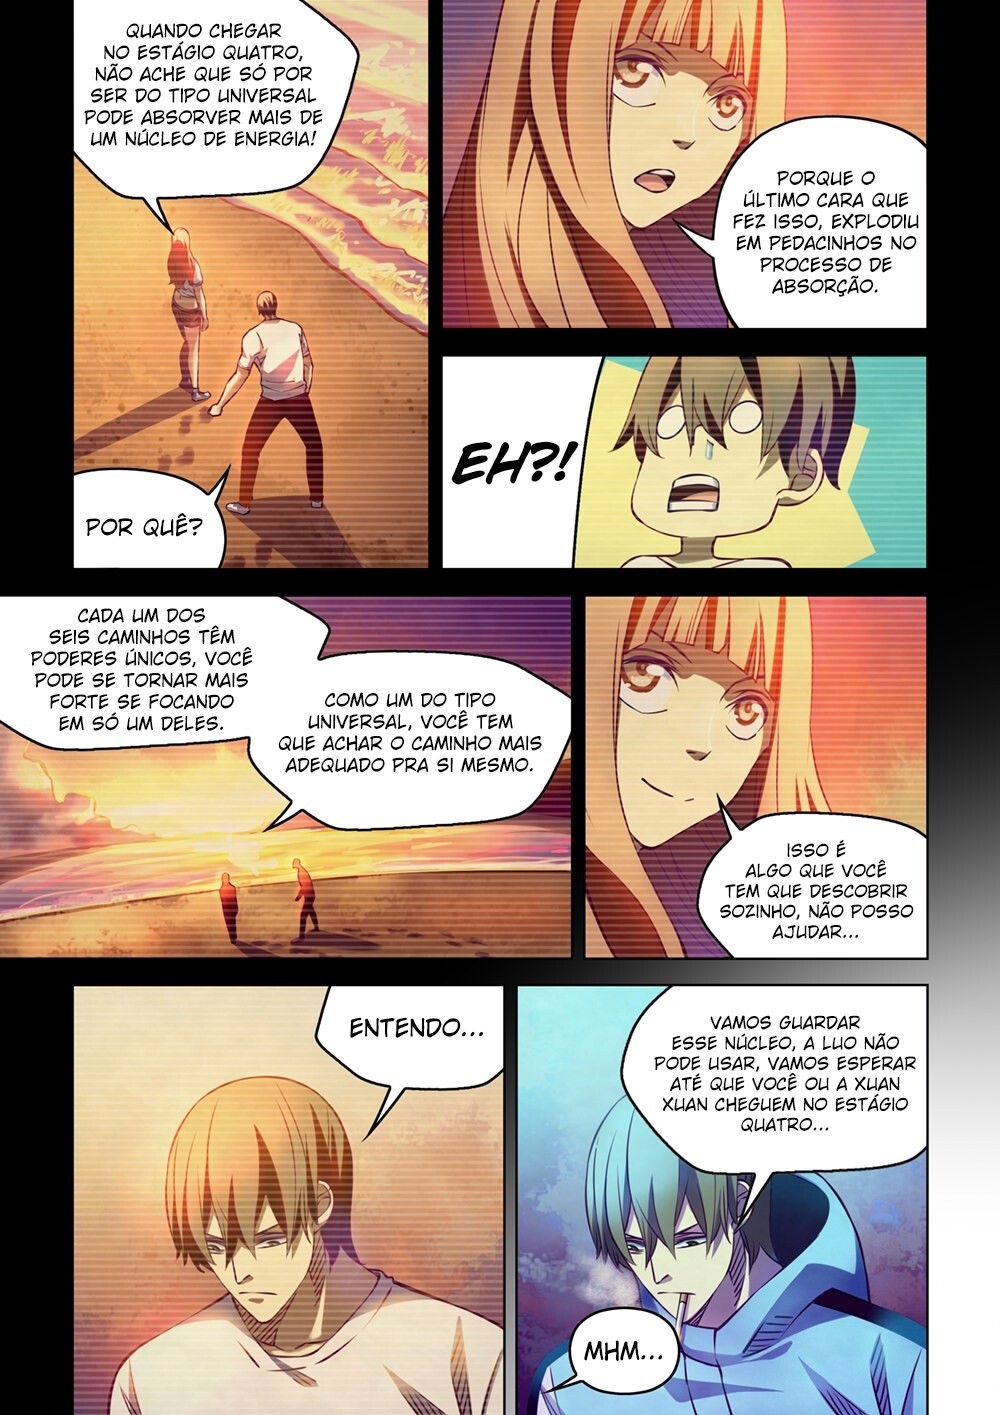 QUANDO CHEGAR
NO ESTÁGIO QUATRO,
NÃO ACHE QUE SÓ POR
SER DO TIPO UNIVERSAL
PODE ABSORVER MAIS DE
UM NÚCLEO DE ENERGIA!
POR QUÊ?
PORQUE O
ÚLTIMO CARA QUE
FEZ ISSO, EXPLODIU
EM PEDACINHOS NO
PROCESSO DE
ABSORÇÃO.
EH?!
CADA UM DOS
SEIS CAMINHOS TÊM
PODERES ÚNICOS, VOCÊ
PODE SE TORNAR MAIS
FORTE SE FOCANDO
EM SÓ UM DELES.
COMO UM DO TIPO
UNIVERSAL, VOCÊ TEM
QUE ACHAR O CAMINHO MAIS
ADEQUADO PRA SI MESMO.
ISSO É
ALGO QUE VOCÊ
TEM QUE DESCOBRIR
SOZINHO, NÃO POSSO
AJUDAR...
ENTENDO...
VAMOS GUARDAR
ESSE NÚCLEO, A LUO NÃO
PODE USAR, VAMOS ESPERAR
ATÉ QUE VOCÊ OU A XUAN
XUAN CHEGUEM NO ESTÁGIO
QUATRO...
MHM...